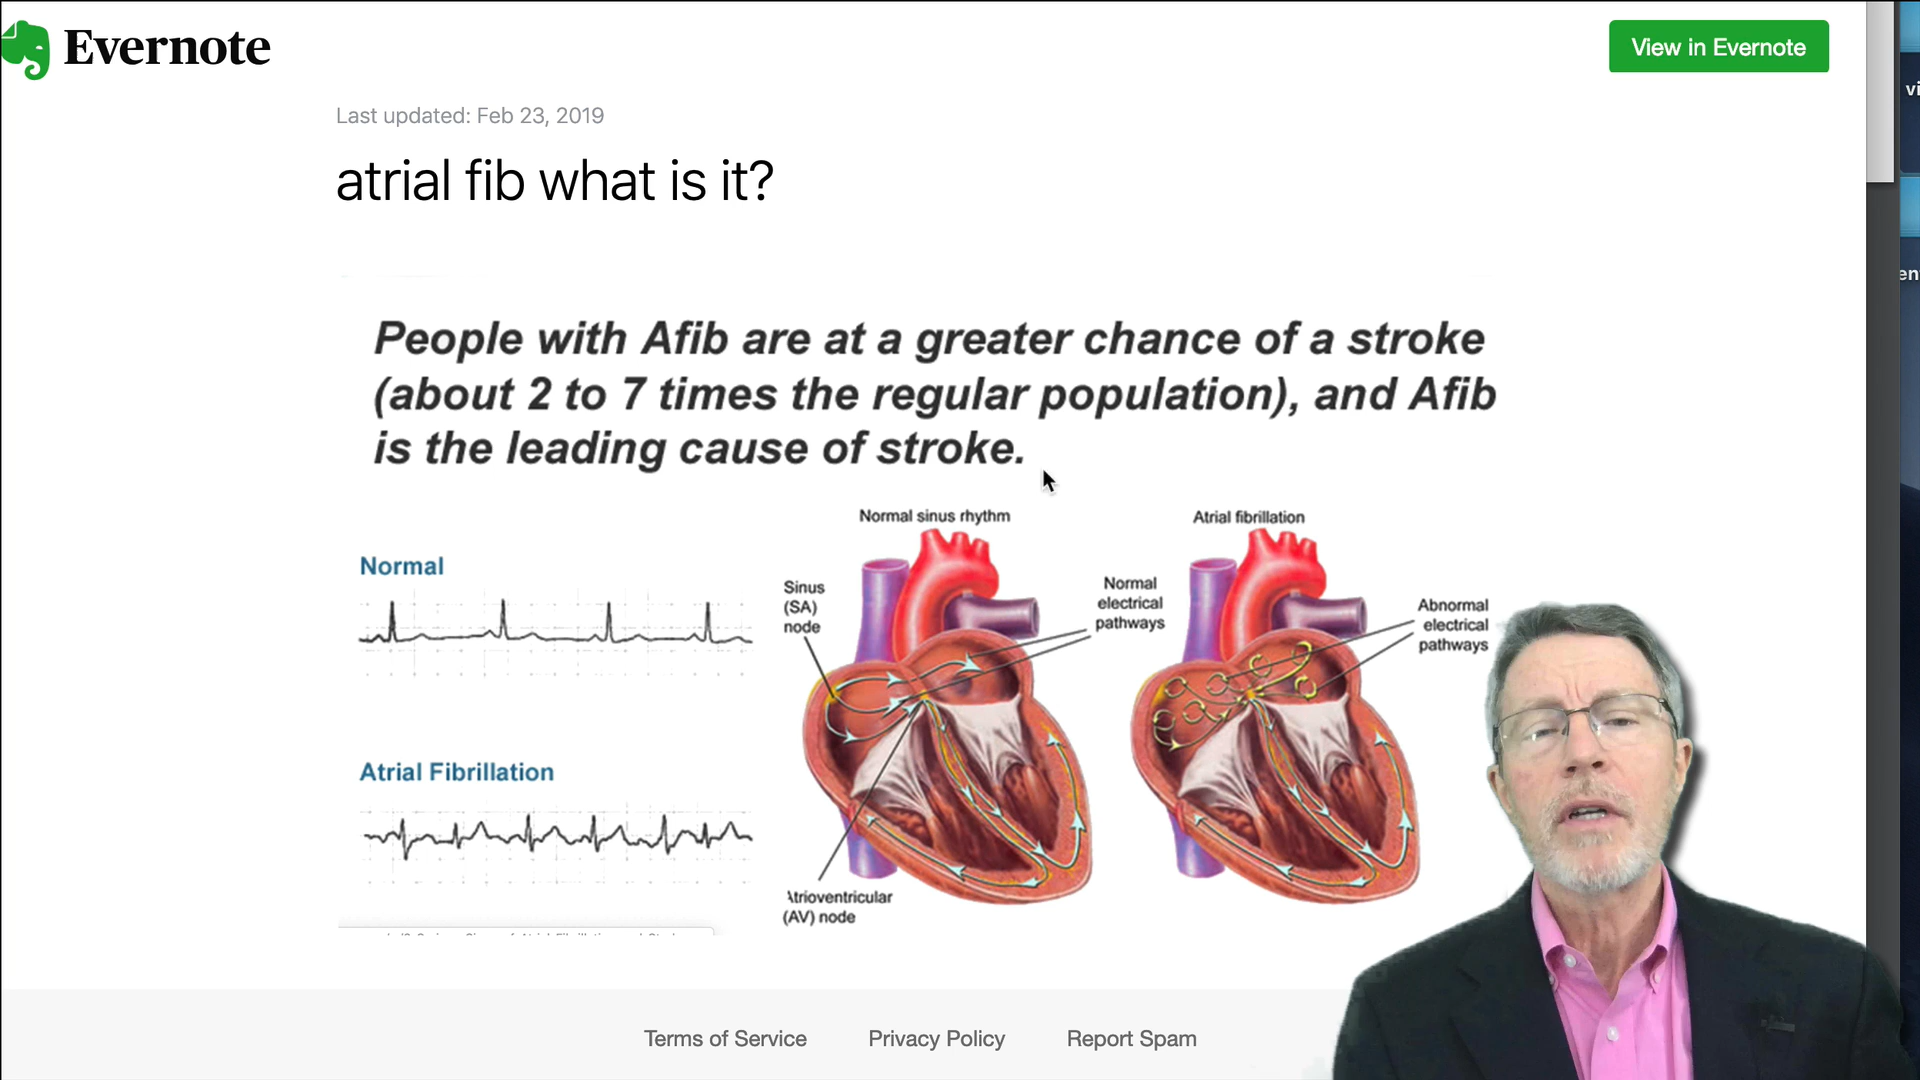 Evernote
View in Evernote
Last updated: Feb 23, 2019
atrial fib what is it?
People with Afib are at a greater chance of a stroke
(about 2 to 7 times the regular population), and Afib
is the leading cause of stroke.
Normal
Atrial Fibrillation
Normal sinus rhythm
Sinus
(SA)
node
Normal
electrical
pathways
Atrioventricular
(AV) node
Atrial fibrillation
Abnormal
electrical
pathways
Terms of Service
Privacy Policy
Report Spam